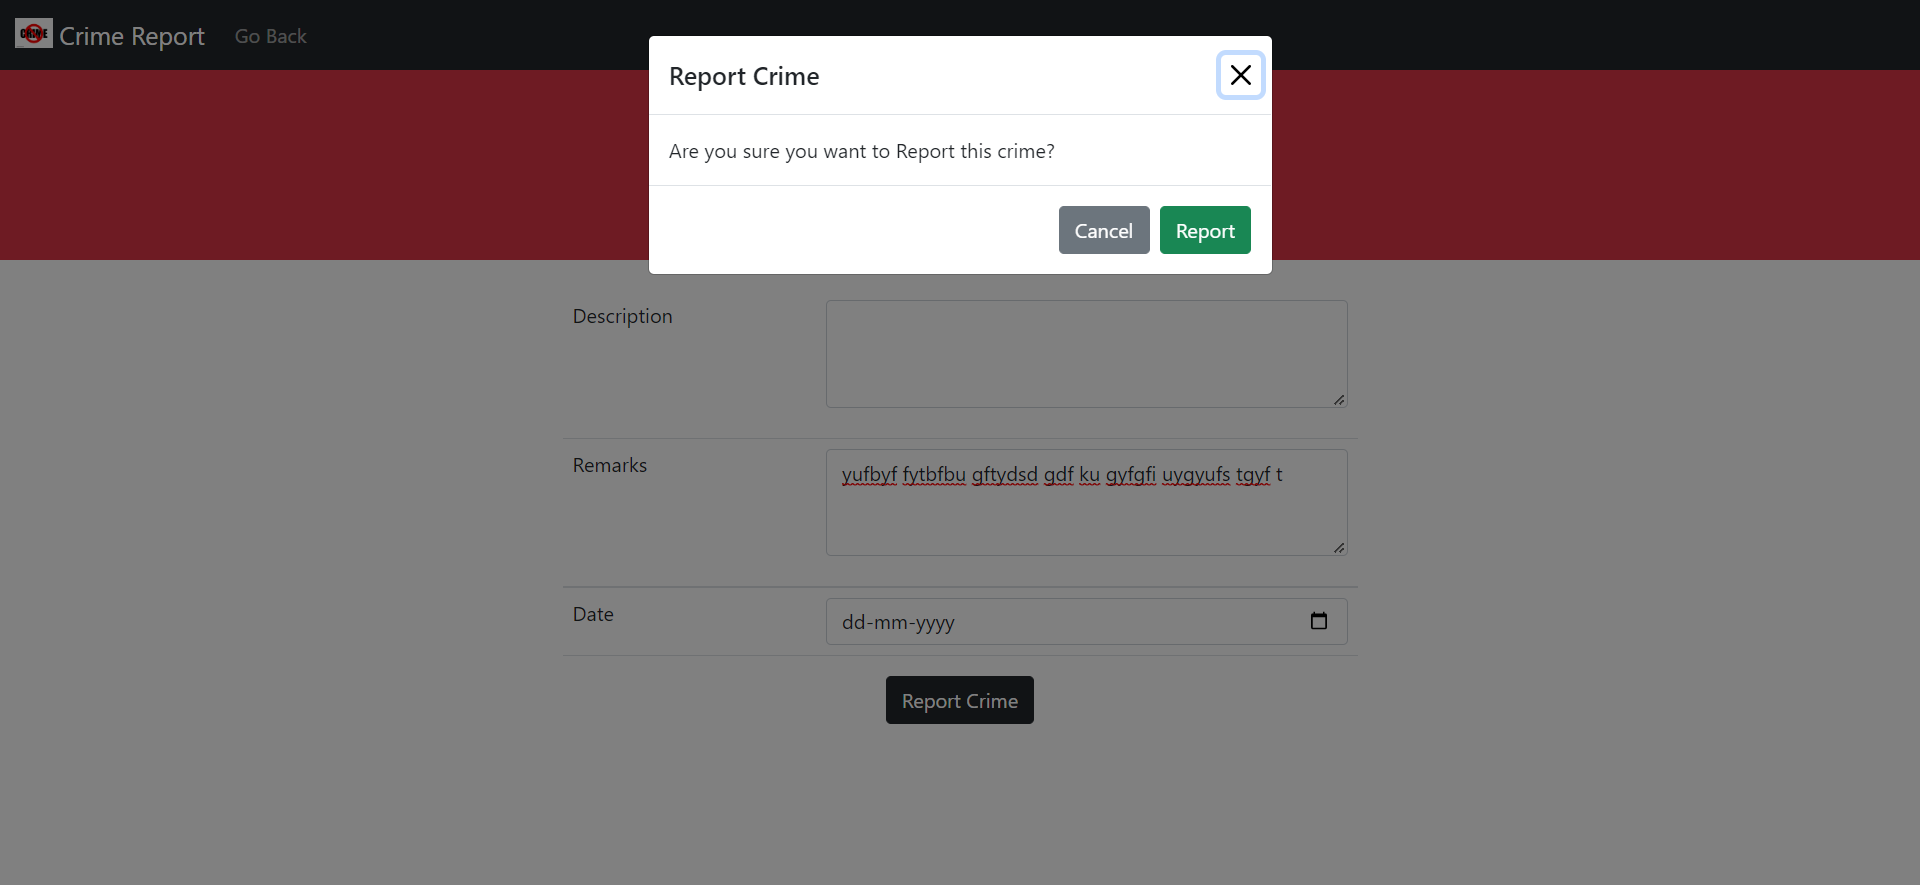 CRIME Crime Report Go Back
Report Crime
Are you sure you want to Report this crime?
Cancel Report
Description
Remarks
yufbyf fytbfbu gftydsd gdf ku gyfgfi uygyufs tgyf t
Date
dd-mm-yyyy
Report Crime